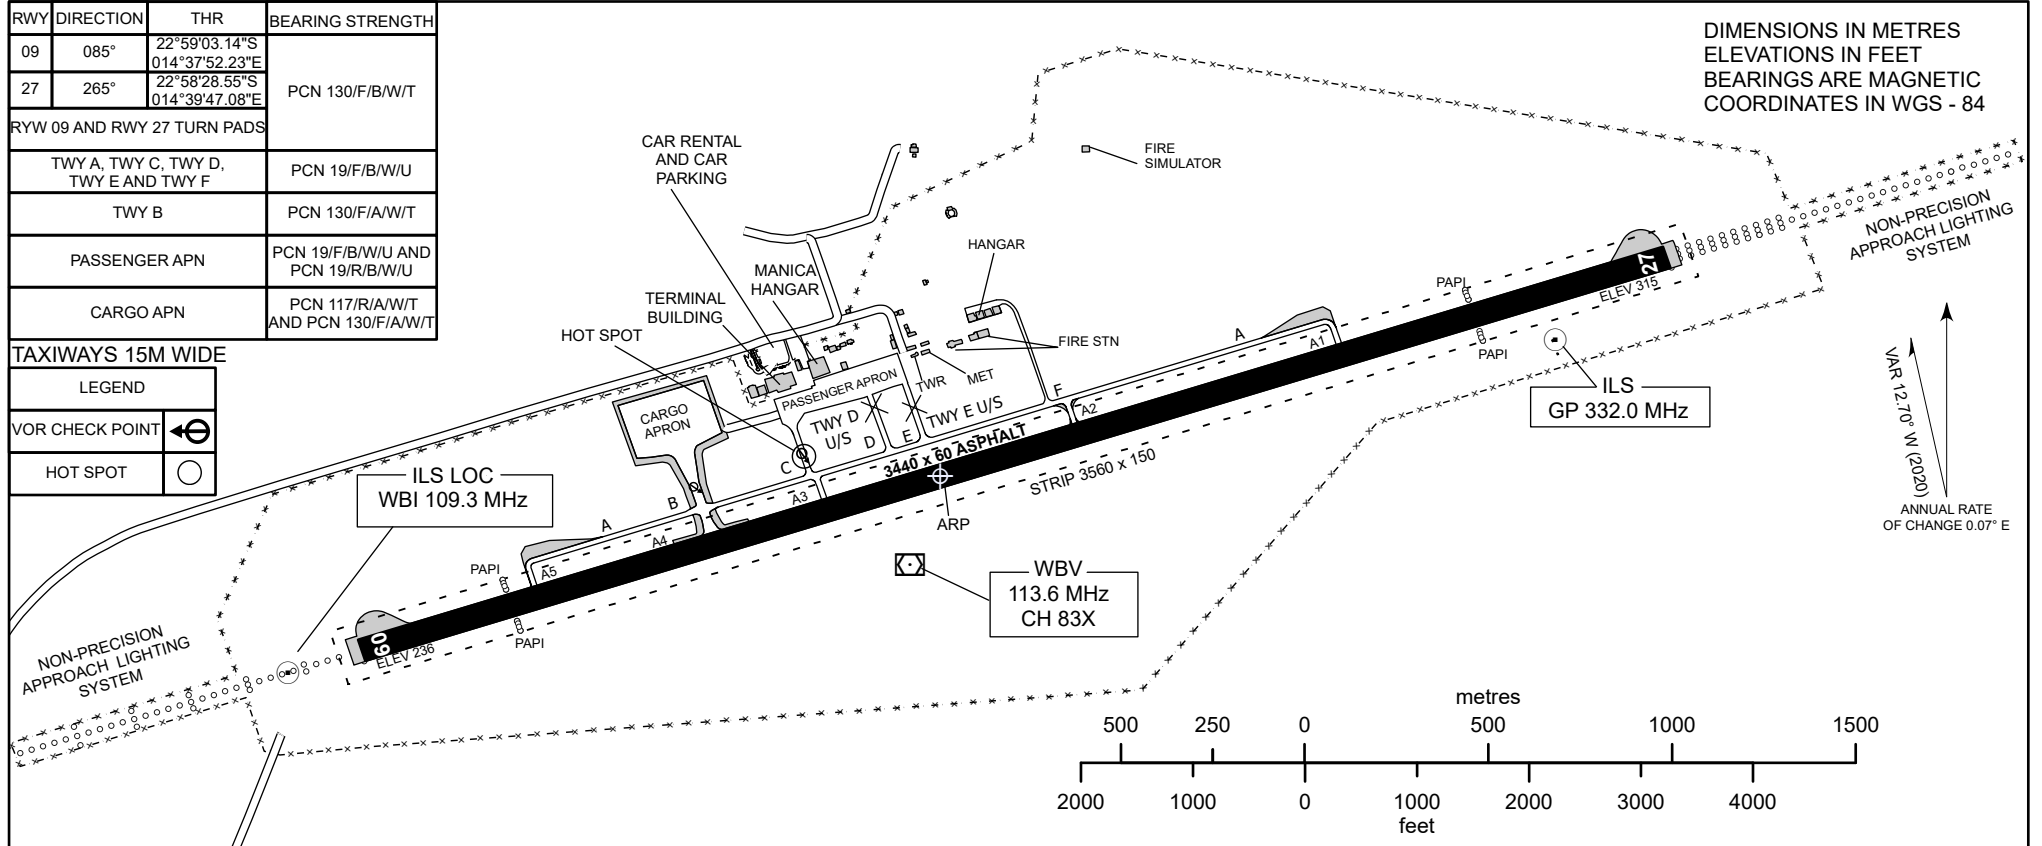 RWY DIRECTION THR BEARING STRENGTH
09 085° 22°59'03.14"S
014°37'52.23"E
27 265° 22°58'28.55"S
014°39'47.08"E
PCN 130/F/B/W/T
RYW 09 AND RWY 27 TURN PADS
TWY A, TWY C, TWY D,
TWY E AND TWY F
PCN 19/F/B/W/U
TWY B PCN 130/F/A/W/T
PASSENGER APN
PCN 19/F/B/W/U AND
PCN 19/R/B/W/U
CARGO APN
PCN 117/R/A/W/T
AND PCN 130/F/A/W/T
TAXIWAYS 15M WIDE
LEGEND
VOR CHECK POINT
HOT SPOT
DIMENSIONS IN METRES
ELEVATIONS IN FEET
BEARINGS ARE MAGNETIC
COORDINATES IN WGS - 84
CAR RENTAL
AND CAR
PARKING
FIRE
SIMULATOR
HANGAR
MANICA
HANGAR
TERMINAL
BUILDING
HOT SPOT
FIRE STN
MET
TWR
PASSENGER APRON
CARGO
APRON
TWY D
U/S
TWY E U/S
D
E
F
C
B
A
A
A1
A2
A3
A4
A5
3440 x 60 ASPHALT
STRIP 3560 x 150
ARP
PAPI
PAPI
PAPI
PAPI
27
ELEV 315
09
ELEV 236
NON-PRECISION
APPROACH LIGHTING
SYSTEM
NON-PRECISION
APPROACH LIGHTING
SYSTEM
ILS LOC
WBI 109.3 MHz
ILS
GP 332.0 MHz
WBV
113.6 MHz
CH 83X
VAR 12.70° W (2020)
ANNUAL RATE
OF CHANGE 0.07° E
metres
500 250 0 500 1000 1500
2000 1000 0 1000 2000 3000 4000
feet